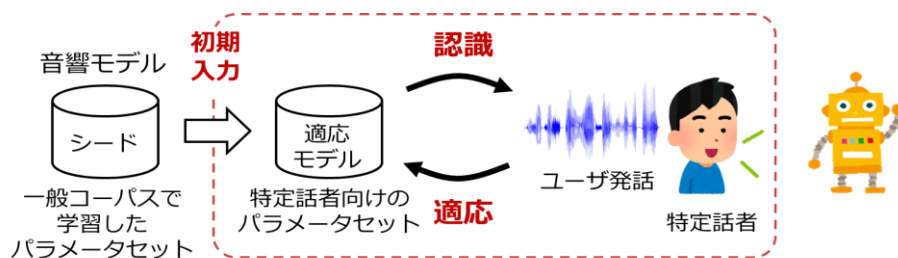 音響モデル
シード
一般コーパスで
学習した
パラメータセット
初期
入力
適応
モデル
特定話者向けの
パラメータセット
認識
適応
ユーザ発話
特定話者